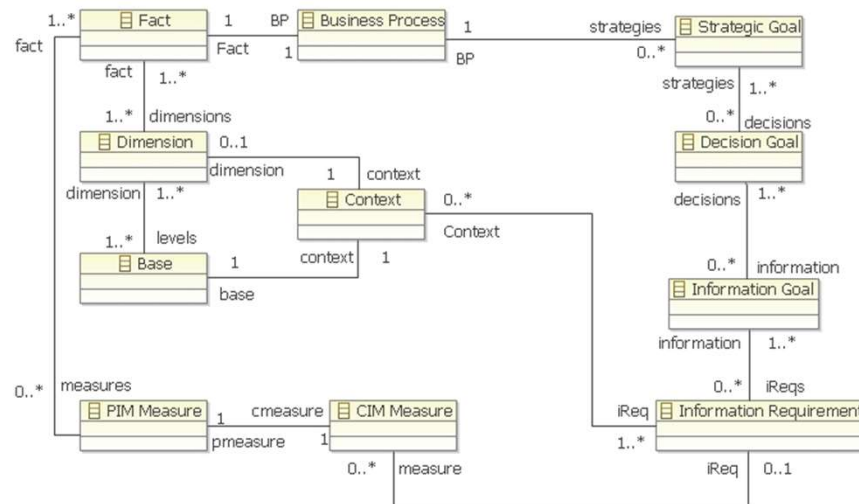 1..* Fact 1 BP Business Process 1 strategies Strategic Goal
fact Fact 1 BP 0..*
fact 1..* strategies 1..*
1..* dimensions 0..* decisions
Dimension 0..1 Decision Goal
dimension 1 context
dimension 1..* Context 0..* decisions 1..*
1..* levels context 1 Context
Base 1 0..* information
base Information Goal
information 1..*
0..* measures 0..* iReqs
PIM Measure 1 cmeasure CIM Measure iReq Information Requirement
pmeasure 1 1..*
0..* measure iReq 0..1